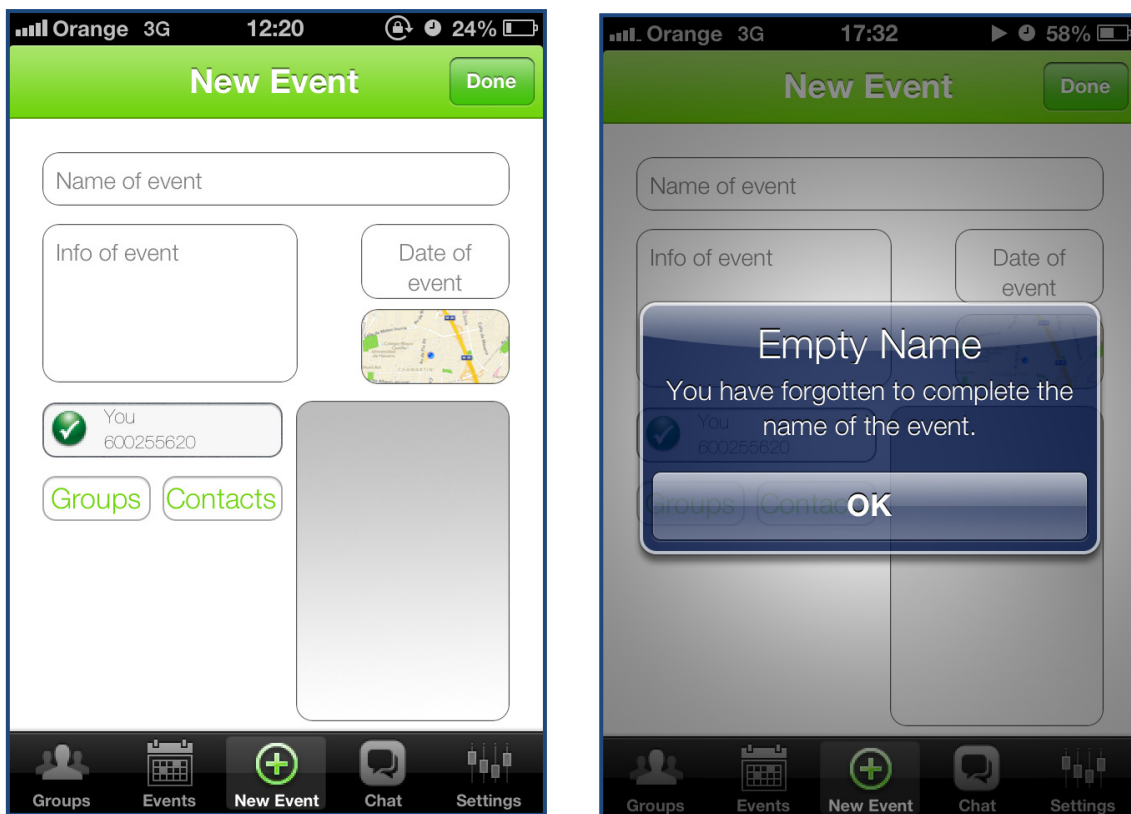 Orange 3G 12:20 24%
New Event Done
Name of event
Info of event
Date of
event
You
600255620
Groups Contacts
Groups Events New Event Chat Settings
Orange 3G 17:32 58%
New Event Done
Name of event
Info of event
Date of
event
Empty Name
You have forgotten to complete the
name of the event.
You
600255620
OK
Groups Contacts
Groups Events New Event Chat Settings